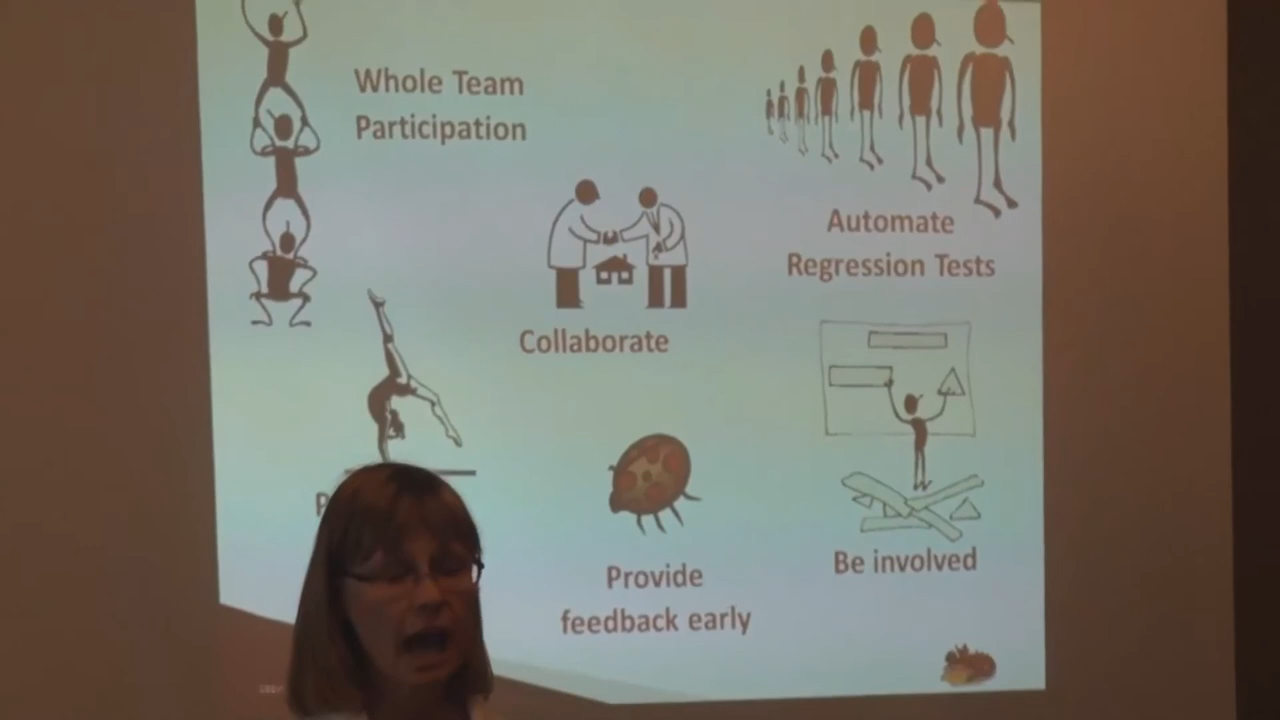 Whole Team
Participation
Automate
Regression Tests
Collaborate
Be involved
Provide
feedback early